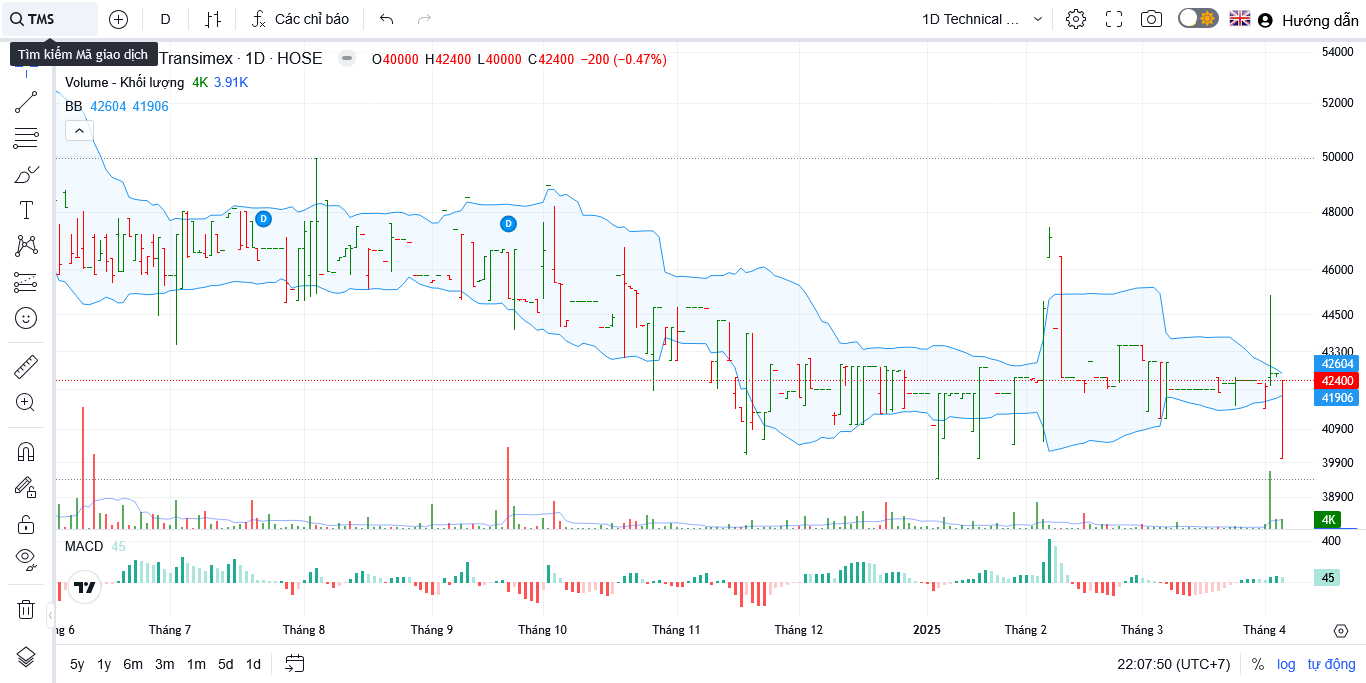 TMS
D
Các chỉ báo
1D Technical ...
Hướng dẫn
Tìm kiếm Mã giao dịch
Transimex · 1D · HOSE
O40000 H42400 L40000 C42400 −200 (−0.47%)
Volume - Khối lượng 4K 3.91K
BB 42604 41906
D
D
54000
52000
50000
48000
46000
44500
43300
42604
42400
41906
40900
39900
38900
4K
MACD 45
400
45
ng 6
Tháng 7
Tháng 8
Tháng 9
Tháng 10
Tháng 11
Tháng 12
2025
Tháng 2
Tháng 3
Tháng 4
5y 1y 6m 3m 1m 5d 1d
22:07:50 (UTC+7)
% log tự động